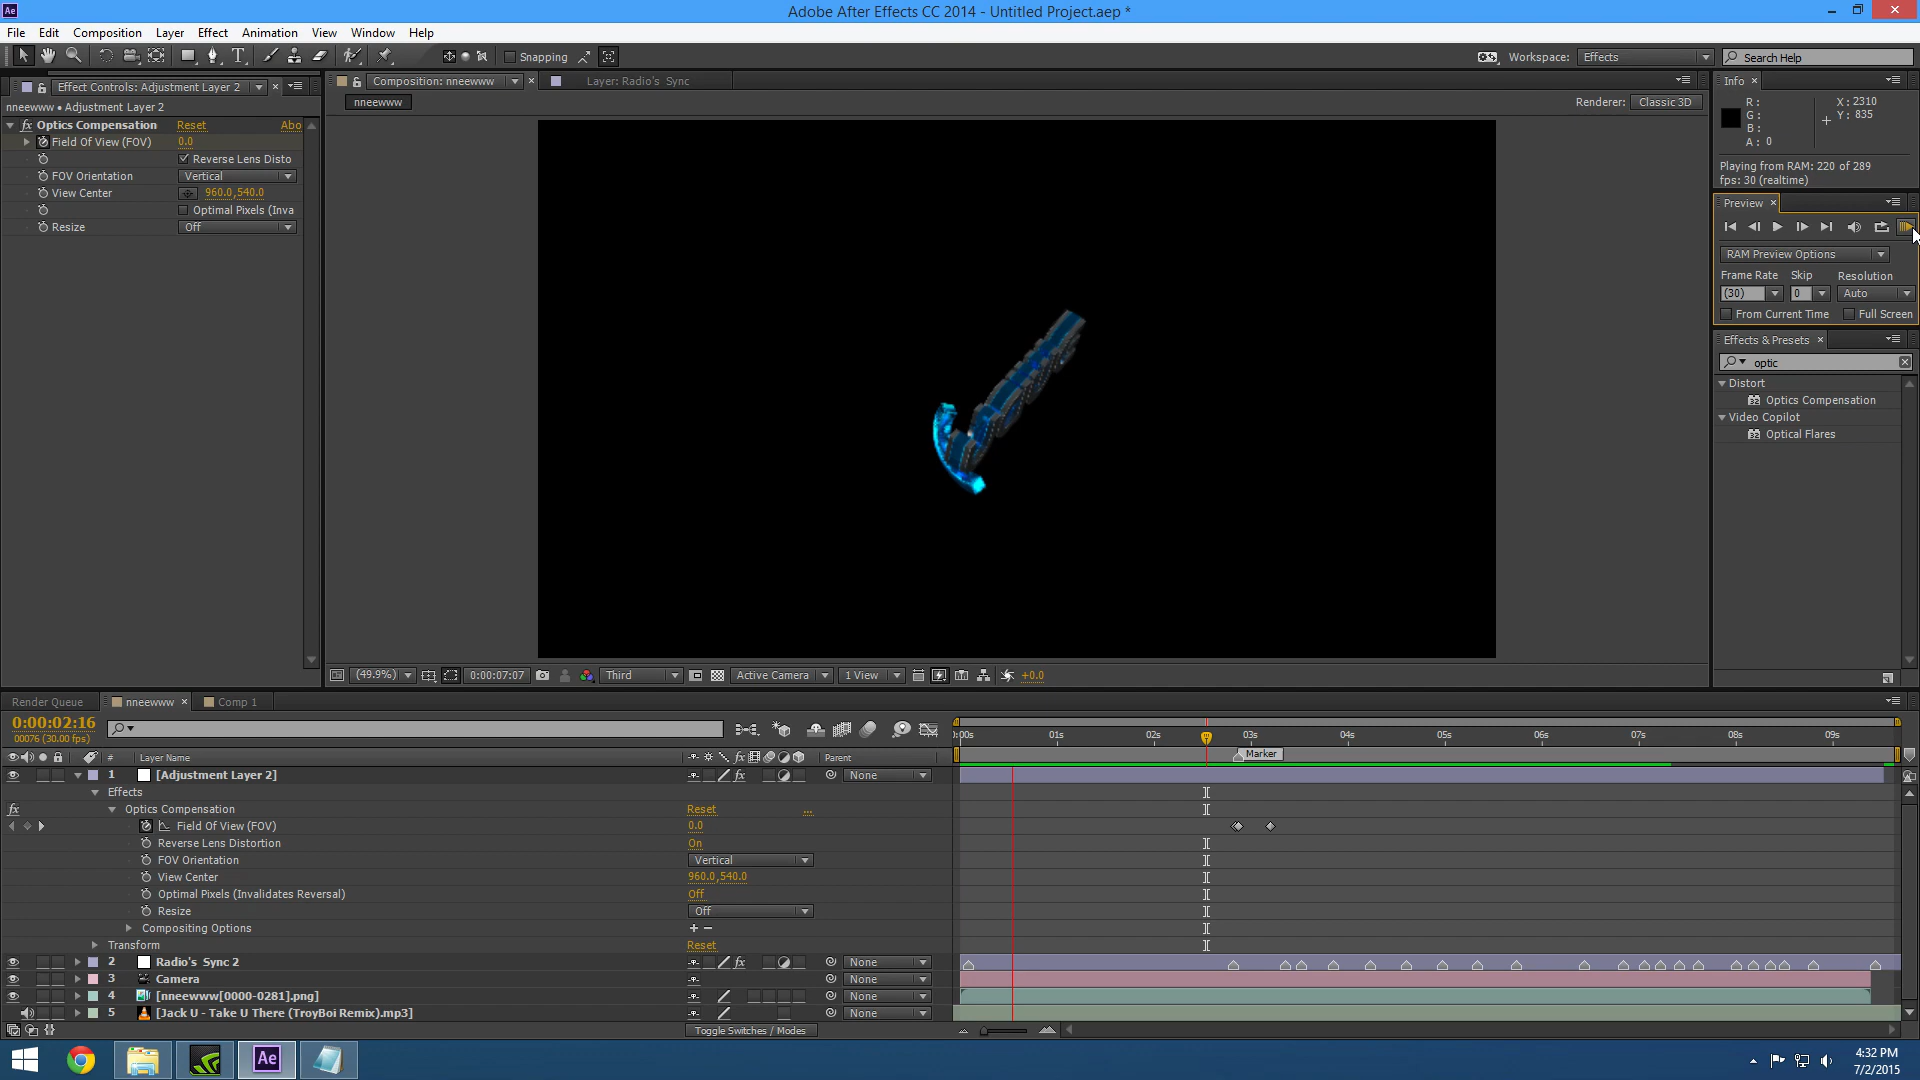 Ae Adobe After Effects CC 2014 - Untitled Project.aep *
File Edit Composition Layer Effect Animation View Window Help
Snapping Workspace: Effects Search Help
Effect Controls: Adjustment Layer 2
nneewww • Adjustment Layer 2
fx Optics Compensation Reset Abo
Field Of View (FOV) 0.0
Reverse Lens Disto
FOV Orientation Vertical
View Center 960.0,540.0
Optimal Pixels (Inva
Resize Off
Composition: nneewww Layer: Radio's Sync
nneewww Renderer: Classic 3D
Info
R: X: 2310
G: Y: 835
B:
A: 0
Playing from RAM: 220 of 289
fps: 30 (realtime)
Preview
RAM Preview Options
Frame Rate Skip Resolution
(30) 0 Auto
From Current Time Full Screen
Effects & Presets
optic
Distort
Optics Compensation
Video Copilot
Optical Flares
(49.9%) 0:00:07:07 Third Active Camera 1 View +0.0
Render Queue nneewww Comp 1
0:00:02:16
00076 (30.00 fps)
:00s 01s 02s 03s 04s 05s 06s 07s 08s 09s
Marker
# Layer Name fx Parent
1 [Adjustment Layer 2] fx None
Effects
fx Optics Compensation Reset ...
Field Of View (FOV) 0.0
Reverse Lens Distortion On
FOV Orientation Vertical
View Center 960.0,540.0
Optimal Pixels (Invalidates Reversal) Off
Resize Off
Compositing Options + −
Transform Reset
2 Radio's Sync 2 fx None
3 Camera None
4 [nneewww[0000-0281].png] None
5 [Jack U - Take U There (TroyBoi Remix).mp3] None
Toggle Switches / Modes
Ae
4:32 PM
7/2/2015